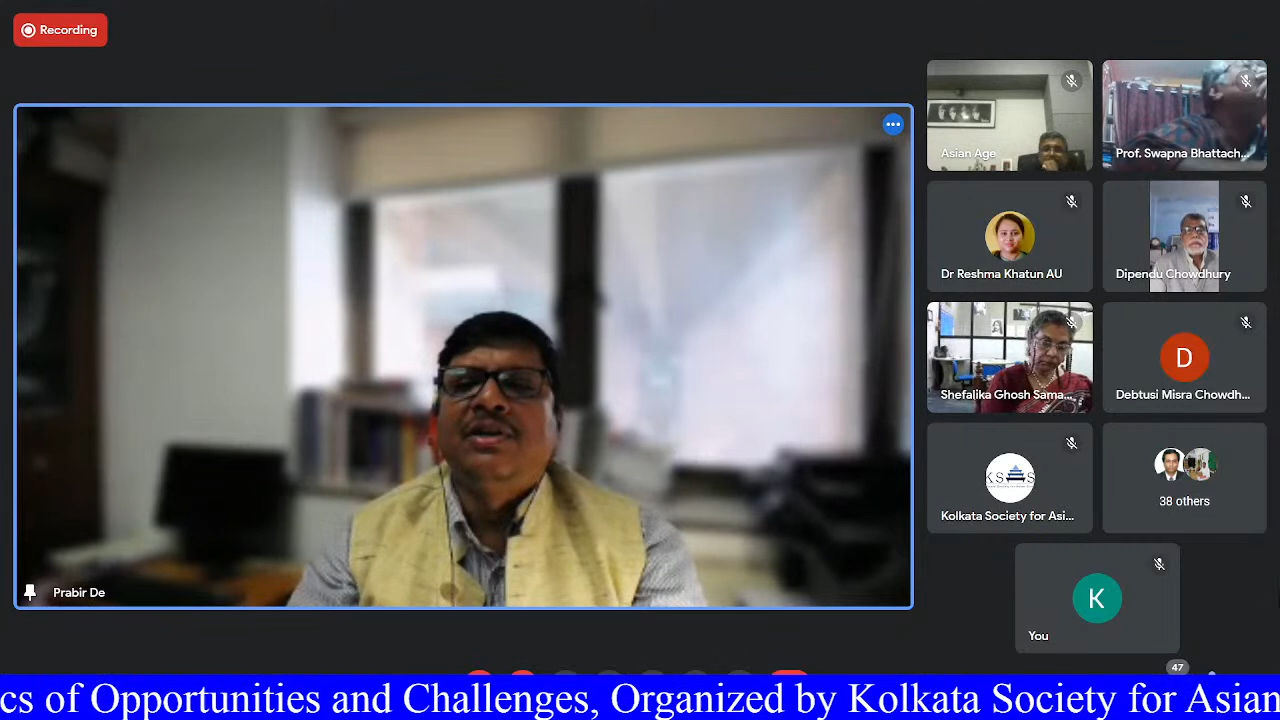 Recording
Asian Age
Prof. Swapna Bhattach...
Dr Reshma Khatun AU
Dipendu Chowdhury
Shefalika Ghosh Sama...
D
Debtusi Misra Chowdh...
KSAS
Kolkata Society for Asi...
38 others
K
You
Prabir De
47
cs of Opportunities and Challenges, Organized by Kolkata Society for Asian